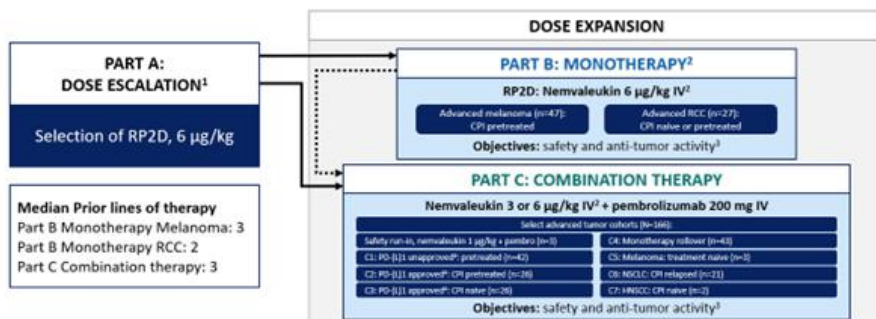 DOSE EXPANSION
PART A:
DOSE ESCALATION¹
Selection of RP2D, 6 µg/kg
Median Prior lines of therapy
Part B Monotherapy Melanoma: 3
Part B Monotherapy RCC: 2
Part C Combination therapy: 3
PART B: MONOTHERAPY²
RP2D: Nemvaleukin 6 µg/kg IV²
Advanced melanoma (n=47):
CPI pretreated
Advanced RCC (n=27):
CPI naive or pretreated
Objectives: safety and anti-tumor activity³
PART C: COMBINATION THERAPY
Nemvaleukin 3 or 6 µg/kg IV² + pembrolizumab 200 mg IV
Select advanced tumor cohorts (N=166):
Safety run-in, nemvaleukin 1 µg/kg + pembro (n=3)
C1: PD-(L)1 unapproved⁴: pretreated (n=42)
C2: PD-(L)1 approved⁴: CPI pretreated (n=26)
C3: PD-(L)1 approved⁴: CPI naive (n=26)
C4: Monotherapy rollover (n=43)
C5: Melanoma: treatment naive (n=3)
C6: NSCLC: CPI relapsed (n=21)
C7: HNSCC: CPI naive (n=2)
Objectives: safety and anti-tumor activity³